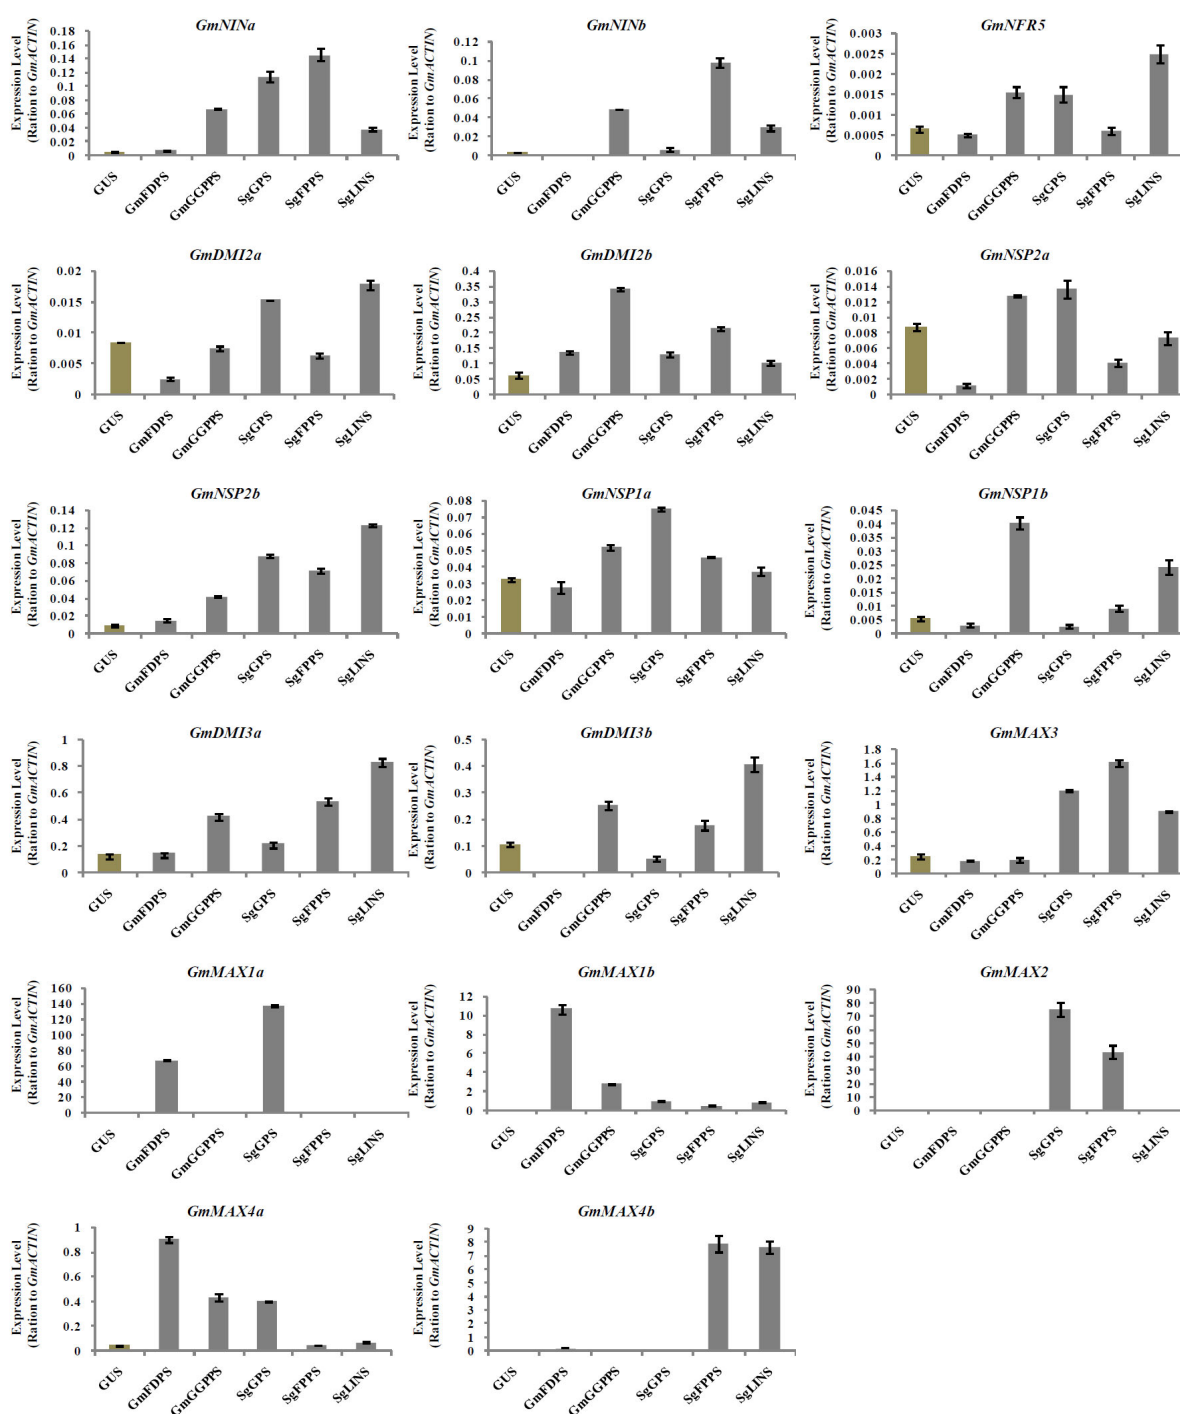 GmNINa
Expression Level
(Ration to GmACTIN)
0.18
0.16
0.14
0.12
0.1
0.08
0.06
0.04
0.02
0
GUS
GmFDPS
GmGGPPS
SgGPS
SgFPPS
SgLINS
GmNINb
Expression Level
(Ration to GmACTIN)
0.12
0.1
0.08
0.06
0.04
0.02
0
GUS
GmFDPS
GmGGPPS
SgGPS
SgFPPS
SgLINS
GmNFR5
Expression Level
(Ration to GmACTIN)
0.003
0.0025
0.002
0.0015
0.001
0.0005
0
GUS
GmFDPS
GmGGPPS
SgGPS
SgFPPS
SgLINS
GmDMI2a
Expression Level
(Ration to GmACTIN)
0.02
0.015
0.01
0.005
0
GUS
GmFDPS
GmGGPPS
SgGPS
SgFPPS
SgLINS
GmDMI2b
Expression Level
(Ration to GmACTIN)
0.4
0.35
0.3
0.25
0.2
0.15
0.1
0.05
0
GUS
GmFDPS
GmGGPPS
SgGPS
SgFPPS
SgLINS
GmNSP2a
Expression Level
(Ration to GmACTIN)
0.016
0.014
0.012
0.01
0.008
0.006
0.004
0.002
0
GUS
GmFDPS
GmGGPPS
SgGPS
SgFPPS
SgLINS
GmNSP2b
Expression Level
(Ration to GmACTIN)
0.14
0.12
0.1
0.08
0.06
0.04
0.02
0
GUS
GmFDPS
GmGGPPS
SgGPS
SgFPPS
SgLINS
GmNSP1a
Expression Level
(Ration to GmACTIN)
0.08
0.07
0.06
0.05
0.04
0.03
0.02
0.01
0
GUS
GmFDPS
GmGGPPS
SgGPS
SgFPPS
SgLINS
GmNSP1b
Expression Level
(Ration to GmACTIN)
0.045
0.04
0.035
0.03
0.025
0.02
0.015
0.01
0.005
0
GUS
GmFDPS
GmGGPPS
SgGPS
SgFPPS
SgLINS
GmDMI3a
Expression Level
(Ration to GmACTIN)
1
0.8
0.6
0.4
0.2
0
GUS
GmFDPS
GmGGPPS
SgGPS
SgFPPS
SgLINS
GmDMI3b
Expression Level
(Ration to GmACTIN)
0.5
0.4
0.3
0.2
0.1
0
GUS
GmFDPS
GmGGPPS
SgGPS
SgFPPS
SgLINS
GmMAX3
Expression Level
(Ration to GmACTIN)
1.8
1.6
1.4
1.2
1
0.8
0.6
0.4
0.2
0
GUS
GmFDPS
GmGGPPS
SgGPS
SgFPPS
SgLINS
GmMAX1a
Expression Level
(Ration to GmACTIN)
160
140
120
100
80
60
40
20
0
GUS
GmFDPS
GmGGPPS
SgGPS
SgFPPS
SgLINS
GmMAX1b
Expression Level
(Ration to GmACTIN)
12
10
8
6
4
2
0
GUS
GmFDPS
GmGGPPS
SgGPS
SgFPPS
SgLINS
GmMAX2
Expression Level
(Ration to GmACTIN)
90
80
70
60
50
40
30
20
10
0
GUS
GmFDPS
GmGGPPS
SgGPS
SgFPPS
SgLINS
GmMAX4a
Expression Level
(Ration to GmACTIN)
1
0.8
0.6
0.4
0.2
0
GUS
GmFDPS
GmGGPPS
SgGPS
SgFPPS
SgLINS
GmMAX4b
Expression Level
(Ration to GmACTIN)
9
8
7
6
5
4
3
2
1
0
GUS
GmFDPS
GmGGPPS
SgGPS
SgFPPS
SgLINS